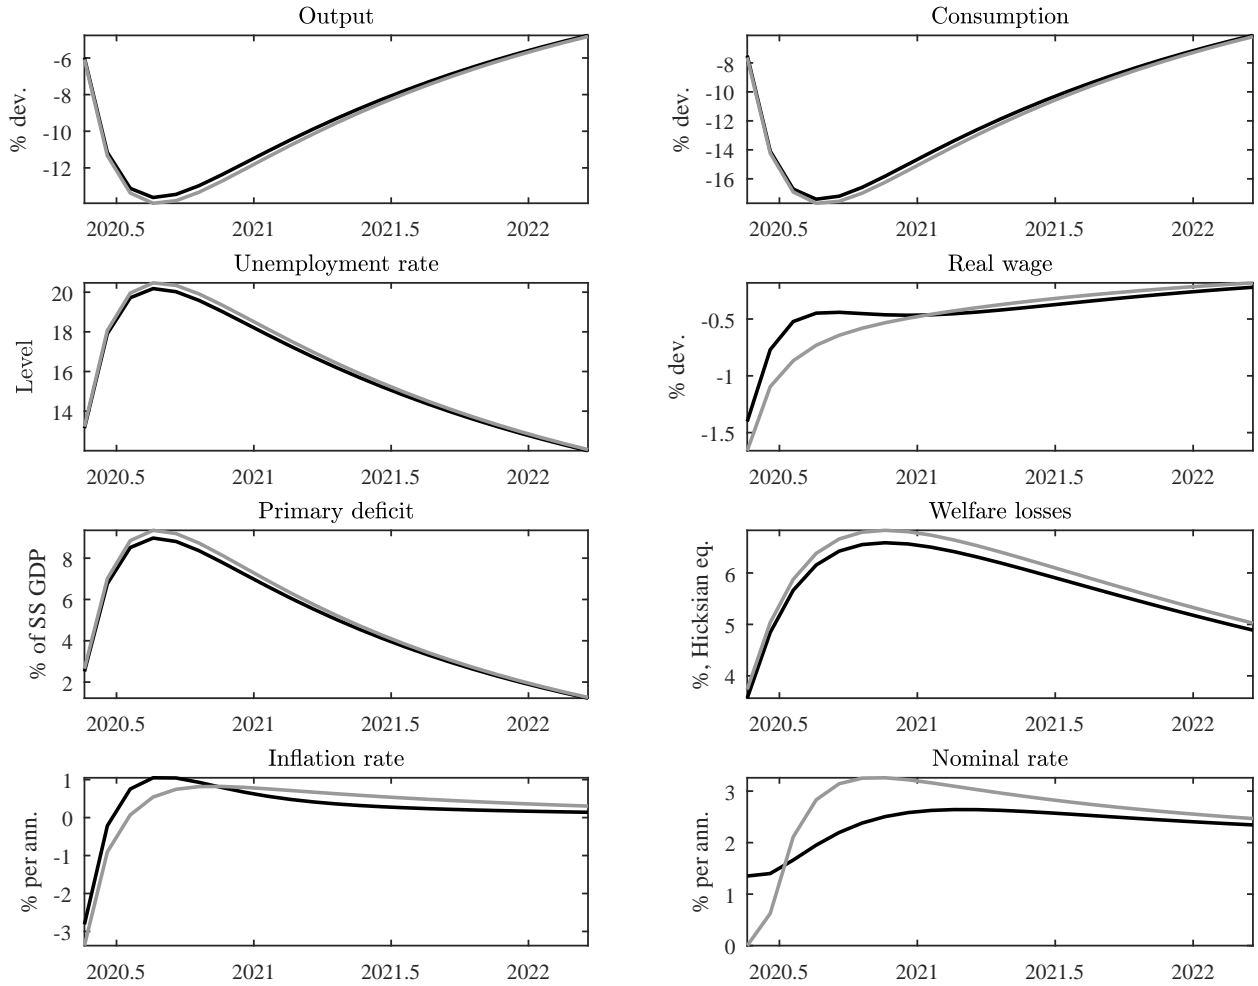 Output
% dev.
-6
-8
-10
-12
2020.5 2021 2021.5 2022
Consumption
% dev.
-8
-10
-12
-14
-16
2020.5 2021 2021.5 2022
Unemployment rate
Level
20
18
16
14
2020.5 2021 2021.5 2022
Real wage
% dev.
-0.5
-1
-1.5
2020.5 2021 2021.5 2022
Primary deficit
% of SS GDP
8
6
4
2
2020.5 2021 2021.5 2022
Welfare losses
%, Hicksian eq.
6
5
4
2020.5 2021 2021.5 2022
Inflation rate
% per ann.
1
0
-1
-2
-3
2020.5 2021 2021.5 2022
Nominal rate
% per ann.
3
2
1
0
2020.5 2021 2021.5 2022